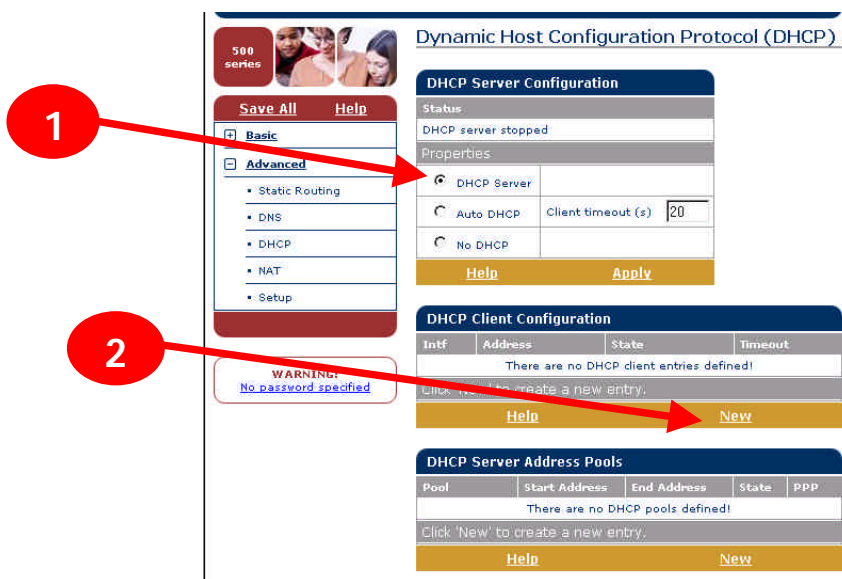 500
series
Save All Help
Basic
Advanced
Static Routing
DNS
DHCP
NAT
Setup
WARNING!
No password specified
1
2
Dynamic Host Configuration Protocol (DHCP)
DHCP Server Configuration
Status
DHCP server stopped
Properties
DHCP Server
Auto DHCP Client timeout (s) 20
No DHCP
Help Apply
DHCP Client Configuration
Intf Address State Timeout
There are no DHCP client entries defined!
Click 'New' to create a new entry.
Help New
DHCP Server Address Pools
Pool Start Address End Address State PPP
There are no DHCP pools defined!
Click 'New' to create a new entry.
Help New